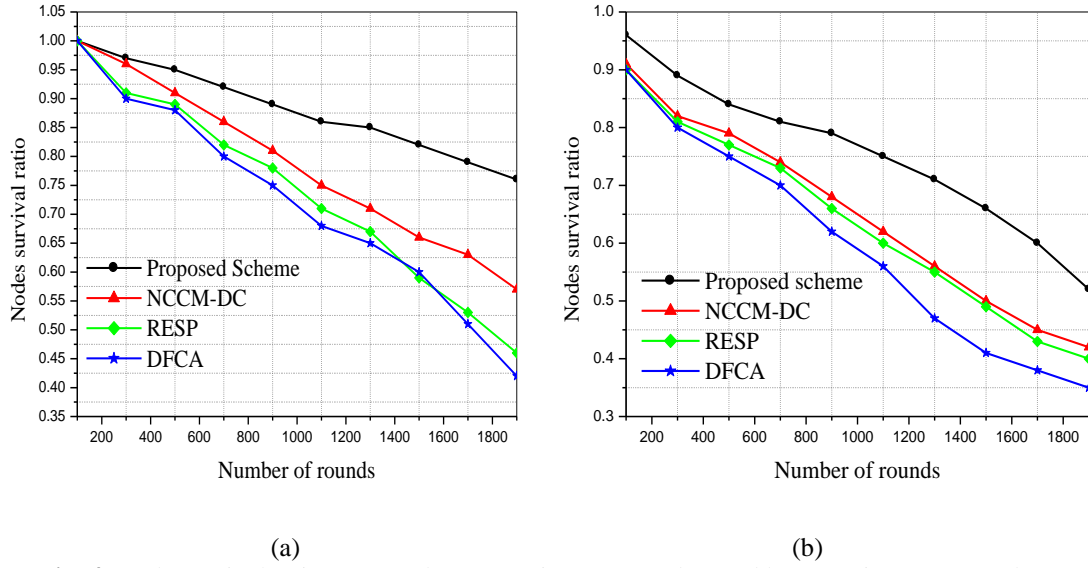 1.05
1.00
0.95
0.90
0.85
0.80
0.75
0.70
0.65
0.60
0.55
0.50
0.45
0.40
0.35
Nodes survival ratio
Proposed Scheme
NCCM-DC
RESP
DFCA
200 400 600 800 1000 1200 1400 1600 1800
Number of rounds
(a)
1.0
0.9
0.8
0.7
0.6
0.5
0.4
0.3
Nodes survival ratio
Proposed scheme
NCCM-DC
RESP
DFCA
200 400 600 800 1000 1200 1400 1600 1800
Number of rounds
(b)